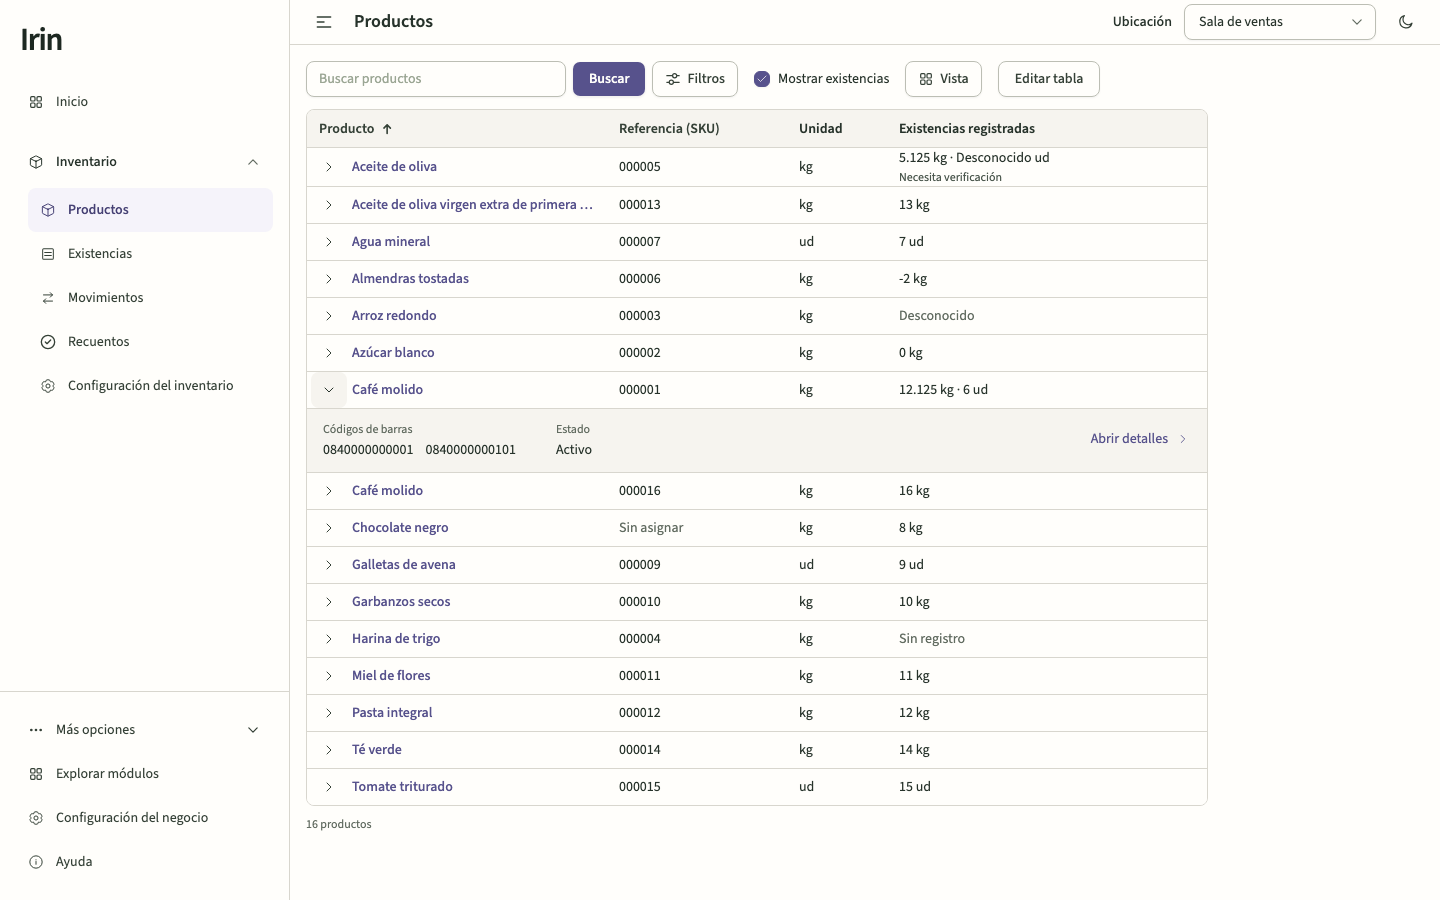 Irin
Inicio
Inventario
Productos
Existencias
Movimientos
Recuentos
Configuración del inventario
Más opciones
Explorar módulos
Configuración del negocio
Ayuda
Productos
Ubicación Sala de ventas
Buscar productos Buscar Filtros Mostrar existencias Vista Editar tabla
Producto Referencia (SKU) Unidad Existencias registradas
Aceite de oliva 000005 kg 5.125 kg · Desconocido ud
Necesita verificación
Aceite de oliva virgen extra de primera … 000013 kg 13 kg
Agua mineral 000007 ud 7 ud
Almendras tostadas 000006 kg -2 kg
Arroz redondo 000003 kg Desconocido
Azúcar blanco 000002 kg 0 kg
Café molido 000001 kg 12.125 kg · 6 ud
Códigos de barras Estado
0840000000001 0840000000101 Activo Abrir detalles
Café molido 000016 kg 16 kg
Chocolate negro Sin asignar kg 8 kg
Galletas de avena 000009 ud 9 ud
Garbanzos secos 000010 kg 10 kg
Harina de trigo 000004 kg Sin registro
Miel de flores 000011 kg 11 kg
Pasta integral 000012 kg 12 kg
Té verde 000014 kg 14 kg
Tomate triturado 000015 ud 15 ud
16 productos